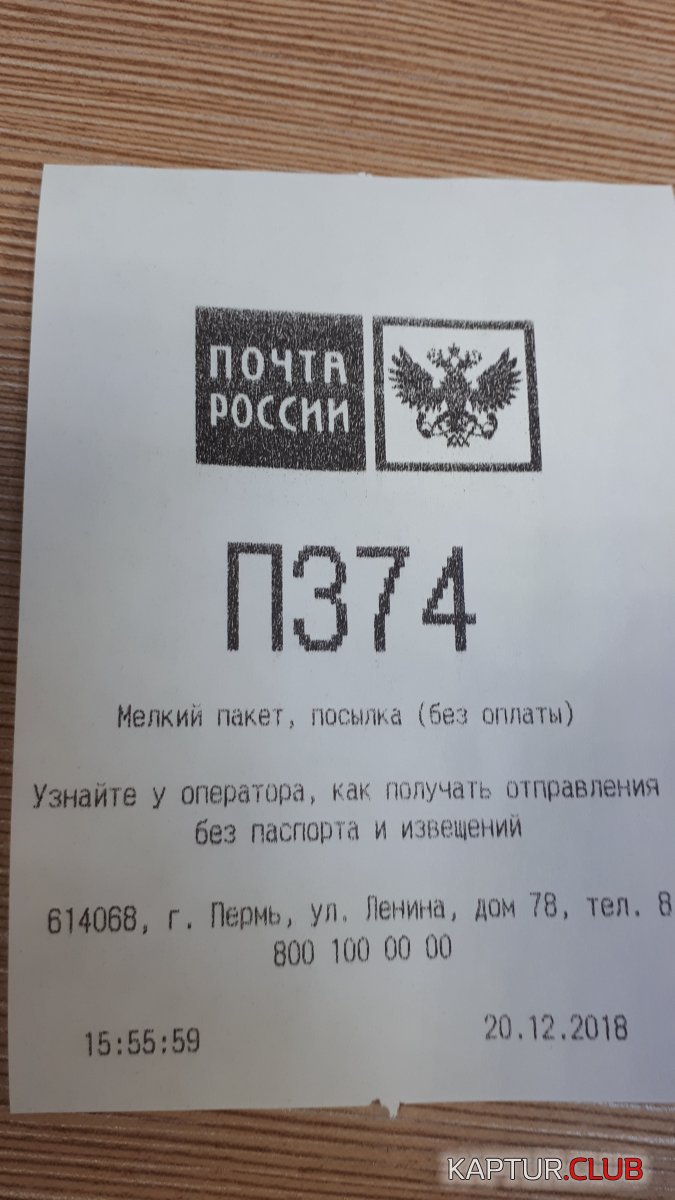 ПОЧТА
РОССИИ
П374
Мелкий пакет, посылка (без оплаты)
Узнайте у оператора, как получать отправления
без паспорта и извещений
614068, г. Пермь, ул. Ленина, дом 78, тел. 8
800 100 00 00
15:55:59 20.12.2018
KAPTUR.CLUB